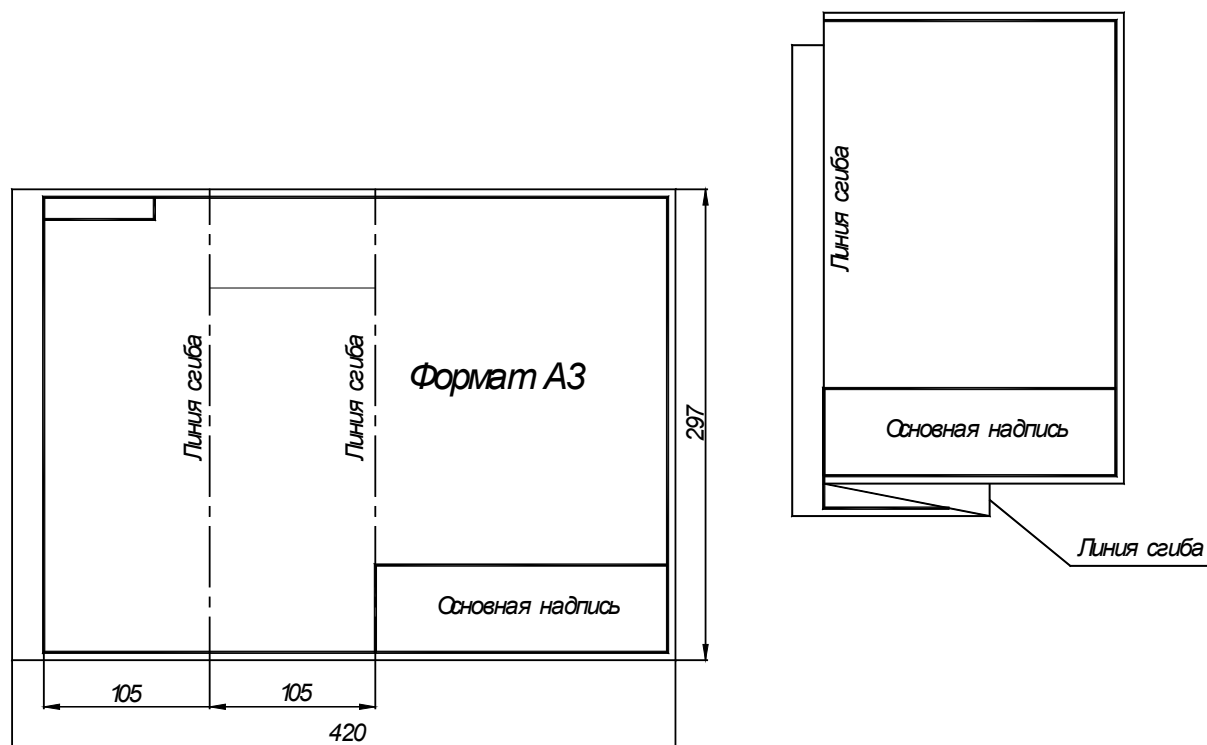 Линия сгиба
Линия сгиба
Формат А3
297
Основная надпись
105
105
420
Линия сгиба
Основная надпись
Линия сгиба